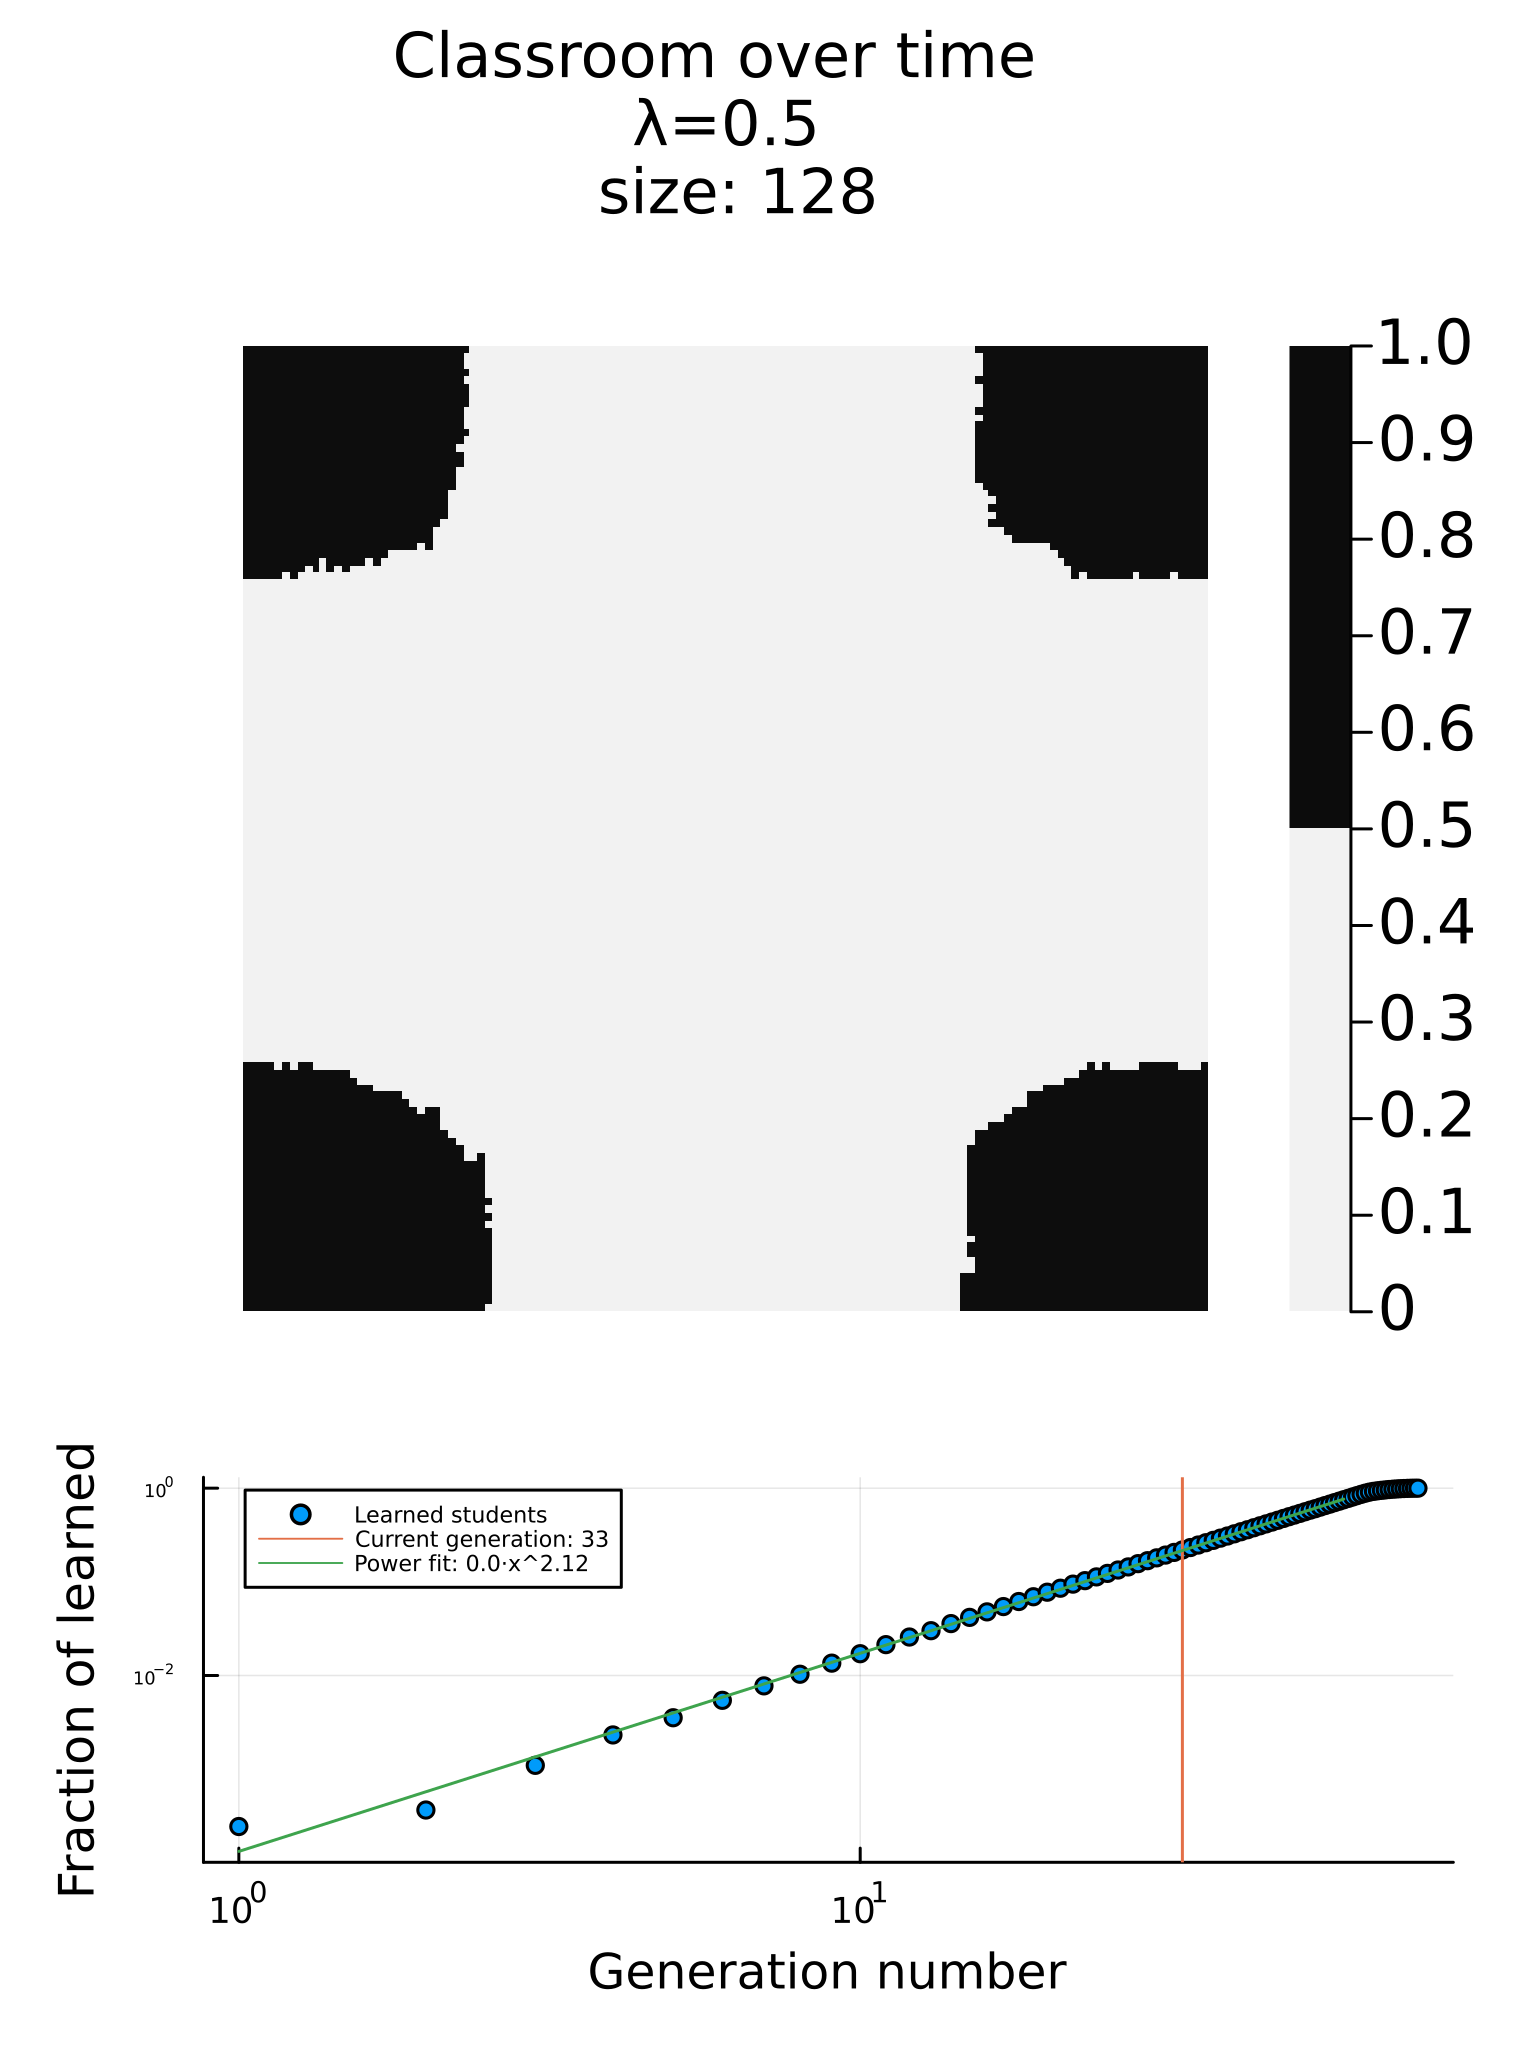 Classroom over time
λ=0.5
size: 128
1.0
0.9
0.8
0.7
0.6
0.5
0.4
0.3
0.2
0.1
0
Fraction of learned
10^0
10^-2
Learned students
Current generation: 33
Power fit: 0.0·x^2.12
10^0
10^1
Generation number